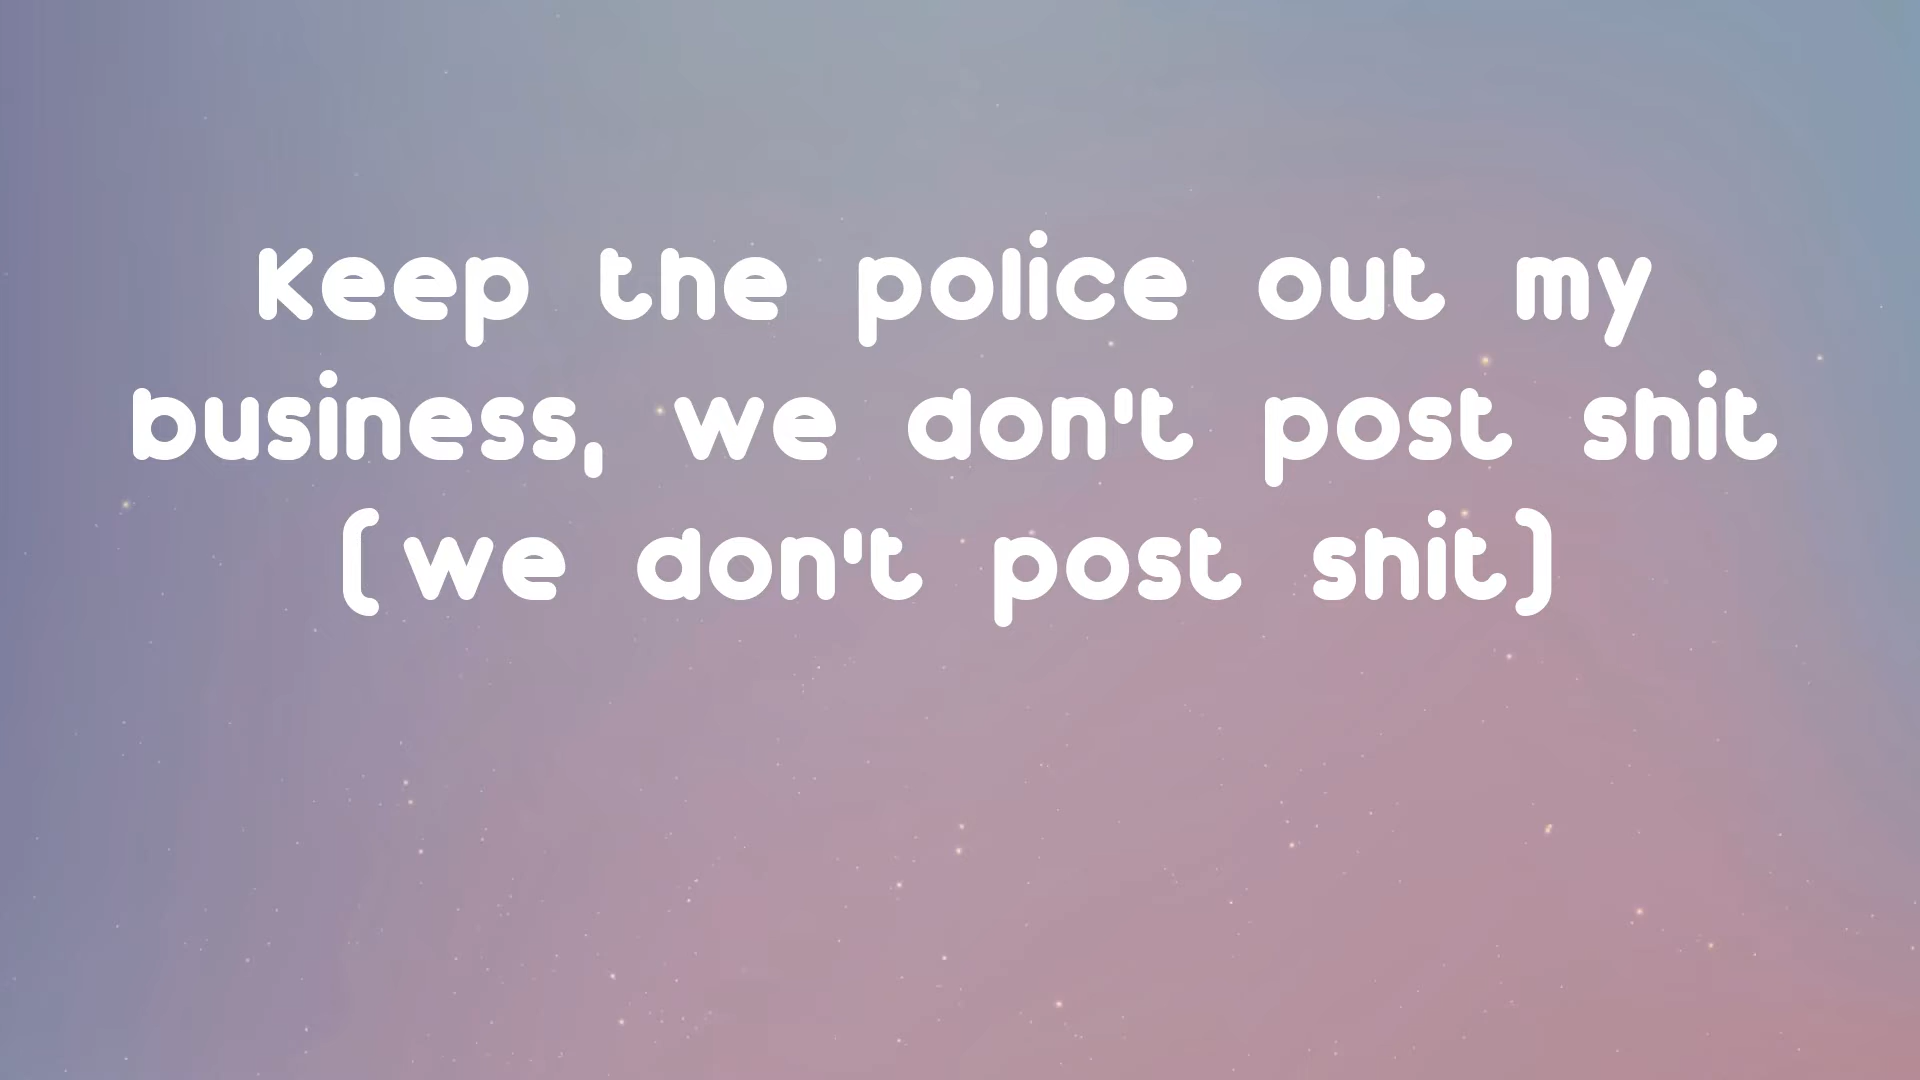 Keep the police out my
business, we don't post shit
(we don't post shit)